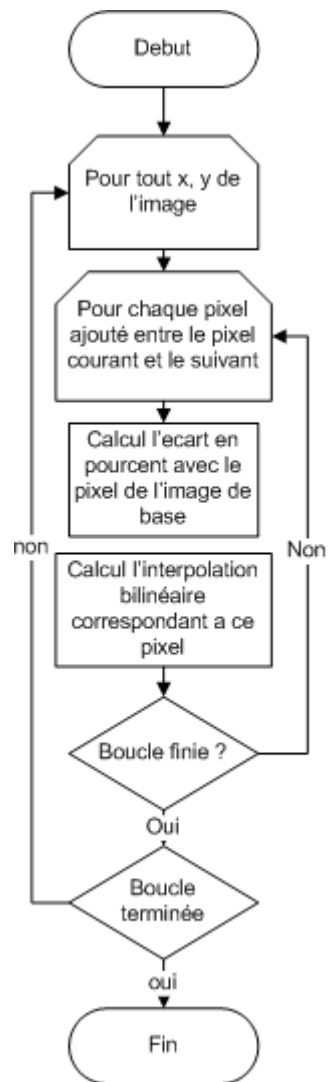 Debut
Pour tout x, y de
l'image
Pour chaque pixel
ajouté entre le pixel
courant et le suivant
Calcul l'ecart en
pourcent avec le
pixel de l'image de
base
non
Non
Calcul l'interpolation
bilinéaire
correspondant a ce
pixel
Boucle finie ?
Oui
Boucle
terminée
oui
Fin